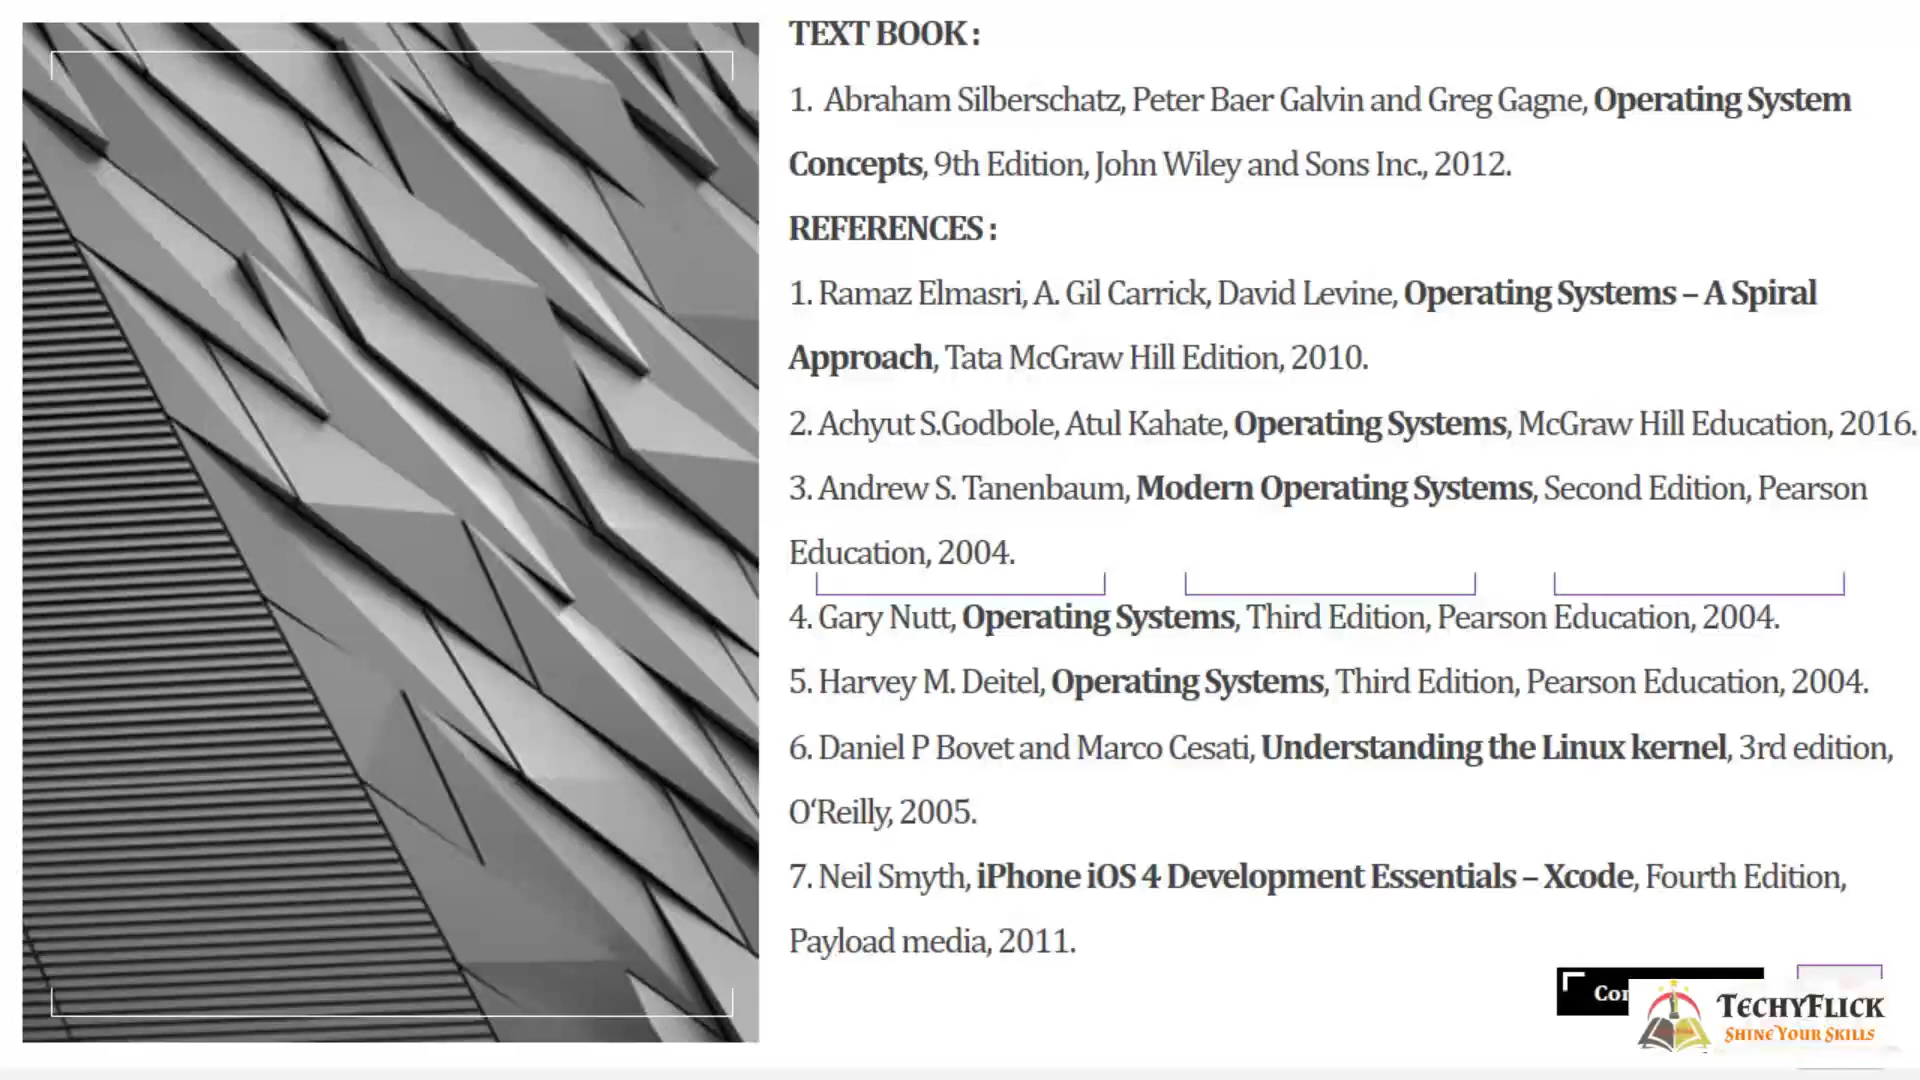 TEXT BOOK :
1. Abraham Silberschatz, Peter Baer Galvin and Greg Gagne, Operating System
Concepts, 9th Edition, John Wiley and Sons Inc., 2012.
REFERENCES :
1. Ramaz Elmasri, A. Gil Carrick, David Levine, Operating Systems – A Spiral
Approach, Tata McGraw Hill Edition, 2010.
2. Achyut S.Godbole, Atul Kahate, Operating Systems, McGraw Hill Education, 2016.
3. Andrew S. Tanenbaum, Modern Operating Systems, Second Edition, Pearson
Education, 2004.
4. Gary Nutt, Operating Systems, Third Edition, Pearson Education, 2004.
5. Harvey M. Deitel, Operating Systems, Third Edition, Pearson Education, 2004.
6. Daniel P Bovet and Marco Cesati, Understanding the Linux kernel, 3rd edition,
O‘Reilly, 2005.
7. Neil Smyth, iPhone iOS 4 Development Essentials – Xcode, Fourth Edition,
Payload media, 2011.
TECHYFLICK
SHINE YOUR SKILLS